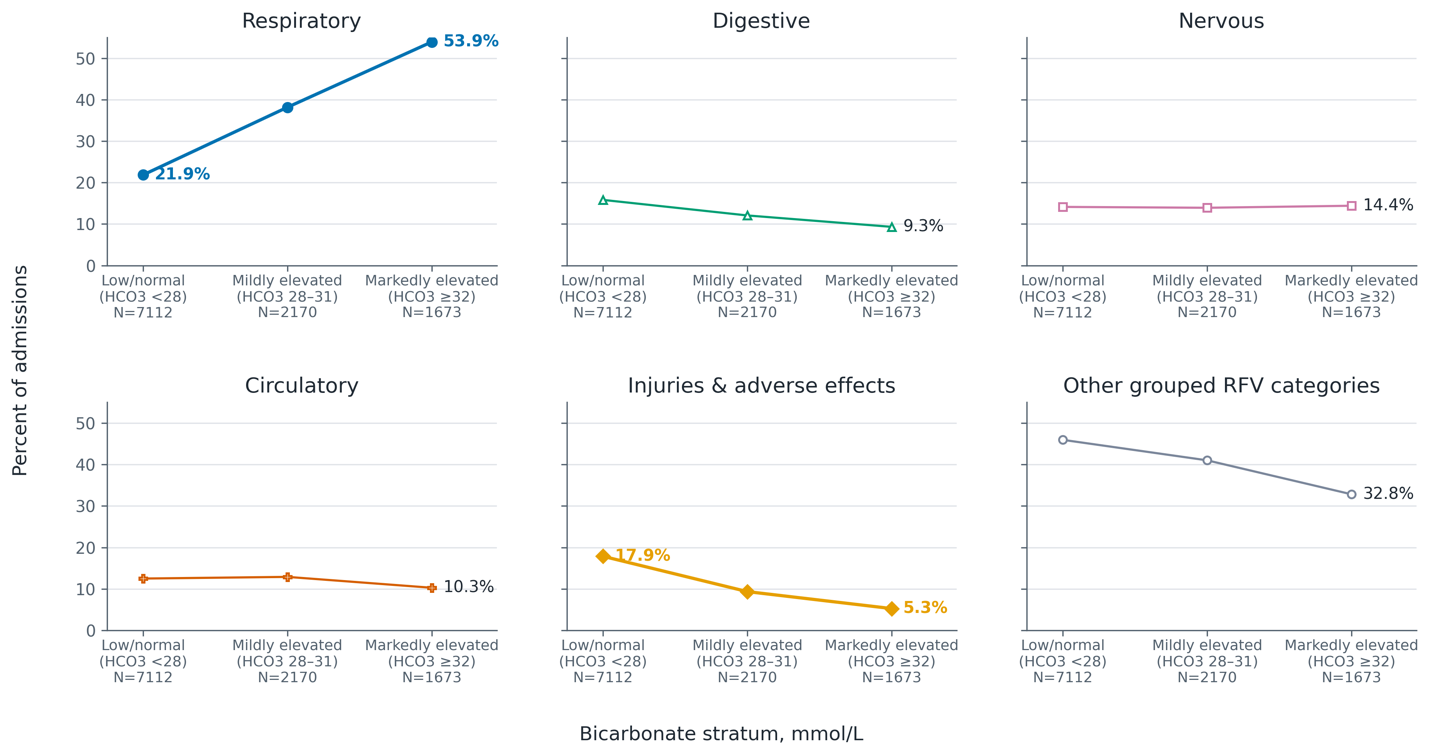 Respiratory
Digestive
Nervous
Percent of admissions
50
40
30
20
10
0
53.9%
21.9%
9.3%
14.4%
Low/normal
(HCO3 <28)
N=7112
Mildly elevated
(HCO3 28–31)
N=2170
Markedly elevated
(HCO3 ≥32)
N=1673
Low/normal
(HCO3 <28)
N=7112
Mildly elevated
(HCO3 28–31)
N=2170
Markedly elevated
(HCO3 ≥32)
N=1673
Low/normal
(HCO3 <28)
N=7112
Mildly elevated
(HCO3 28–31)
N=2170
Markedly elevated
(HCO3 ≥32)
N=1673
Circulatory
Injuries & adverse effects
Other grouped RFV categories
50
40
30
20
10
0
10.3%
17.9%
5.3%
32.8%
Low/normal
(HCO3 <28)
N=7112
Mildly elevated
(HCO3 28–31)
N=2170
Markedly elevated
(HCO3 ≥32)
N=1673
Low/normal
(HCO3 <28)
N=7112
Mildly elevated
(HCO3 28–31)
N=2170
Markedly elevated
(HCO3 ≥32)
N=1673
Low/normal
(HCO3 <28)
N=7112
Mildly elevated
(HCO3 28–31)
N=2170
Markedly elevated
(HCO3 ≥32)
N=1673
Bicarbonate stratum, mmol/L